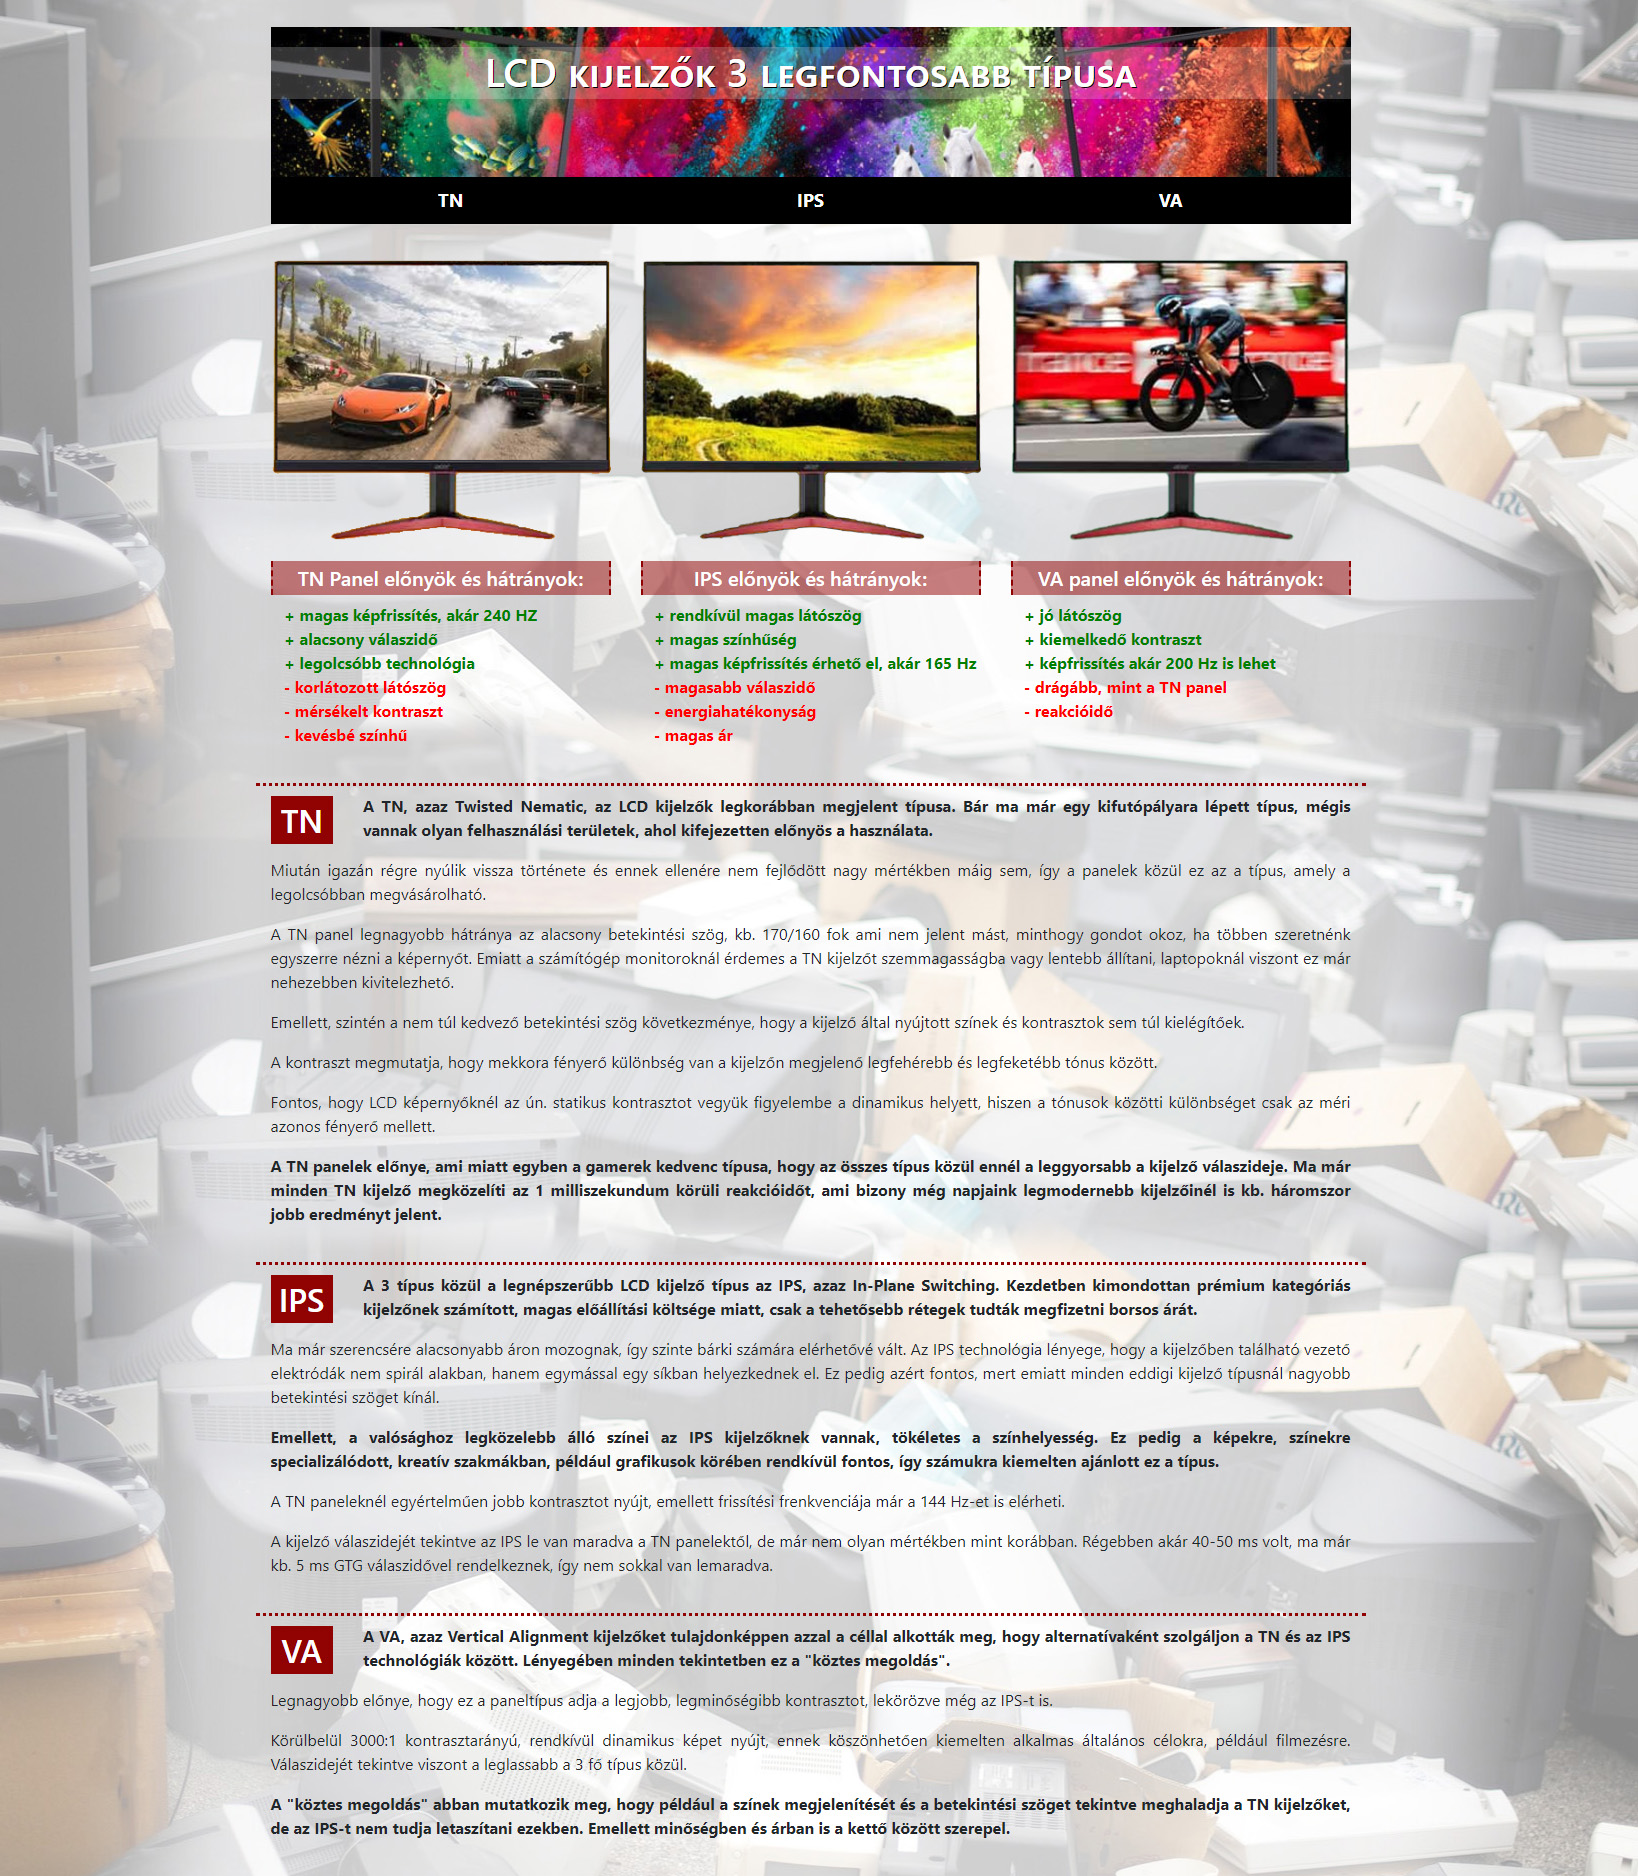 LCD kijelzők 3 legfontosabb típusa
TN IPS VA
france
TN Panel előnyök és hátrányok:
+ magas képfrissítés, akár 240 HZ
+ alacsony válaszidő
+ legolcsóbb technológia
- korlátozott látószög
- mérsékelt kontraszt
- kevésbé színhű
IPS előnyök és hátrányok:
+ rendkívül magas látószög
+ magas színhűség
+ magas képfrissítés érhető el, akár 165 Hz
- magasabb válaszidő
- energiahatékonyság
- magas ár
VA panel előnyök és hátrányok:
+ jó látószög
+ kiemelkedő kontraszt
+ képfrissítés akár 200 Hz is lehet
- drágább, mint a TN panel
- reakcióidő
TN
A TN, azaz Twisted Nematic, az LCD kijelzők legkorábban megjelent típusa. Bár ma már egy kifutópályara lépett típus, mégis
vannak olyan felhasználási területek, ahol kifejezetten előnyös a használata.
Miután igazán régre nyúlik vissza története és ennek ellenére nem fejlődött nagy mértékben máig sem, így a panelek közül ez az a típus, amely a
legolcsóbban megvásárolható.
A TN panel legnagyobb hátránya az alacsony betekintési szög, kb. 170/160 fok ami nem jelent mást, minthogy gondot okoz, ha többen szeretnénk
egyszerre nézni a képernyőt. Emiatt a számítógép monitoroknál érdemes a TN kijelzőt szemmagasságba vagy lentebb állítani, laptopoknál viszont ez már
nehezebben kivitelezhető.
Emellett, szintén a nem túl kedvező betekintési szög következménye, hogy a kijelző által nyújtott színek és kontrasztok sem túl kielégítőek.
A kontraszt megmutatja, hogy mekkora fényerő különbség van a kijelzőn megjelenő legfehérebb és legfeketébb tónus között.
Fontos, hogy LCD képernyőknél az ún. statikus kontrasztot vegyük figyelembe a dinamikus helyett, hiszen a tónusok közötti különbséget csak az méri
azonos fényerő mellett.
A TN panelek előnye, ami miatt egyben a gamerek kedvenc típusa, hogy az összes típus közül ennél a leggyorsabb a kijelző válaszideje. Ma már
minden TN kijelző megközelíti az 1 milliszekundum körüli reakcióidőt, ami bizony még napjaink legmodernebb kijelzőinél is kb. háromszor
jobb eredményt jelent.
IPS
A 3 típus közül a legnépszerűbb LCD kijelző típus az IPS, azaz In-Plane Switching. Kezdetben kimondottan prémium kategóriás
kijelzőnek számított, magas előállítási költsége miatt, csak a tehetősebb rétegek tudták megfizetni borsos árát.
Ma már szerencsére alacsonyabb áron mozognak, így szinte bárki számára elérhetővé vált. Az IPS technológia lényege, hogy a kijelzőben található vezető
elektródák nem spirál alakban, hanem egymással egy síkban helyezkednek el. Ez pedig azért fontos, mert emiatt minden eddigi kijelző típusnál nagyobb
betekintési szöget kínál.
Emellett, a valósághoz legközelebb álló színei az IPS kijelzőknek vannak, tökéletes a színhelyesség. Ez pedig a képekre, színekre
specializálódott, kreatív szakmákban, például grafikusok körében rendkívül fontos, így számukra kiemelten ajánlott ez a típus.
A TN paneleknél egyértelműen jobb kontrasztot nyújt, emellett frissítési frenkvenciája már a 144 Hz-et is elérheti.
A kijelző válaszidejét tekintve az IPS le van maradva a TN panelektől, de már nem olyan mértékben mint korábban. Régebben akár 40-50 ms volt, ma már
kb. 5 ms GTG válaszidővel rendelkeznek, így nem sokkal van lemaradva.
VA
A VA, azaz Vertical Alignment kijelzőket tulajdonképpen azzal a céllal alkották meg, hogy alternatívaként szolgáljon a TN és az IPS
technológiák között. Lényegében minden tekintetben ez a "köztes megoldás".
Legnagyobb előnye, hogy ez a paneltípus adja a legjobb, legminőségibb kontrasztot, lekörözve még az IPS-t is.
Körülbelül 3000:1 kontrasztarányú, rendkívül dinamikus képet nyújt, ennek köszönhetően kiemelten alkalmas általános célokra, például filmezésre.
Válaszidejét tekintve viszont a leglassabb a 3 fő típus közül.
A "köztes megoldás" abban mutatkozik meg, hogy például a színek megjelenítését és a betekintési szöget tekintve meghaladja a TN kijelzőket,
de az IPS-t nem tudja letaszítani ezekben. Emellett minőségben és árban is a kettő között szerepel.